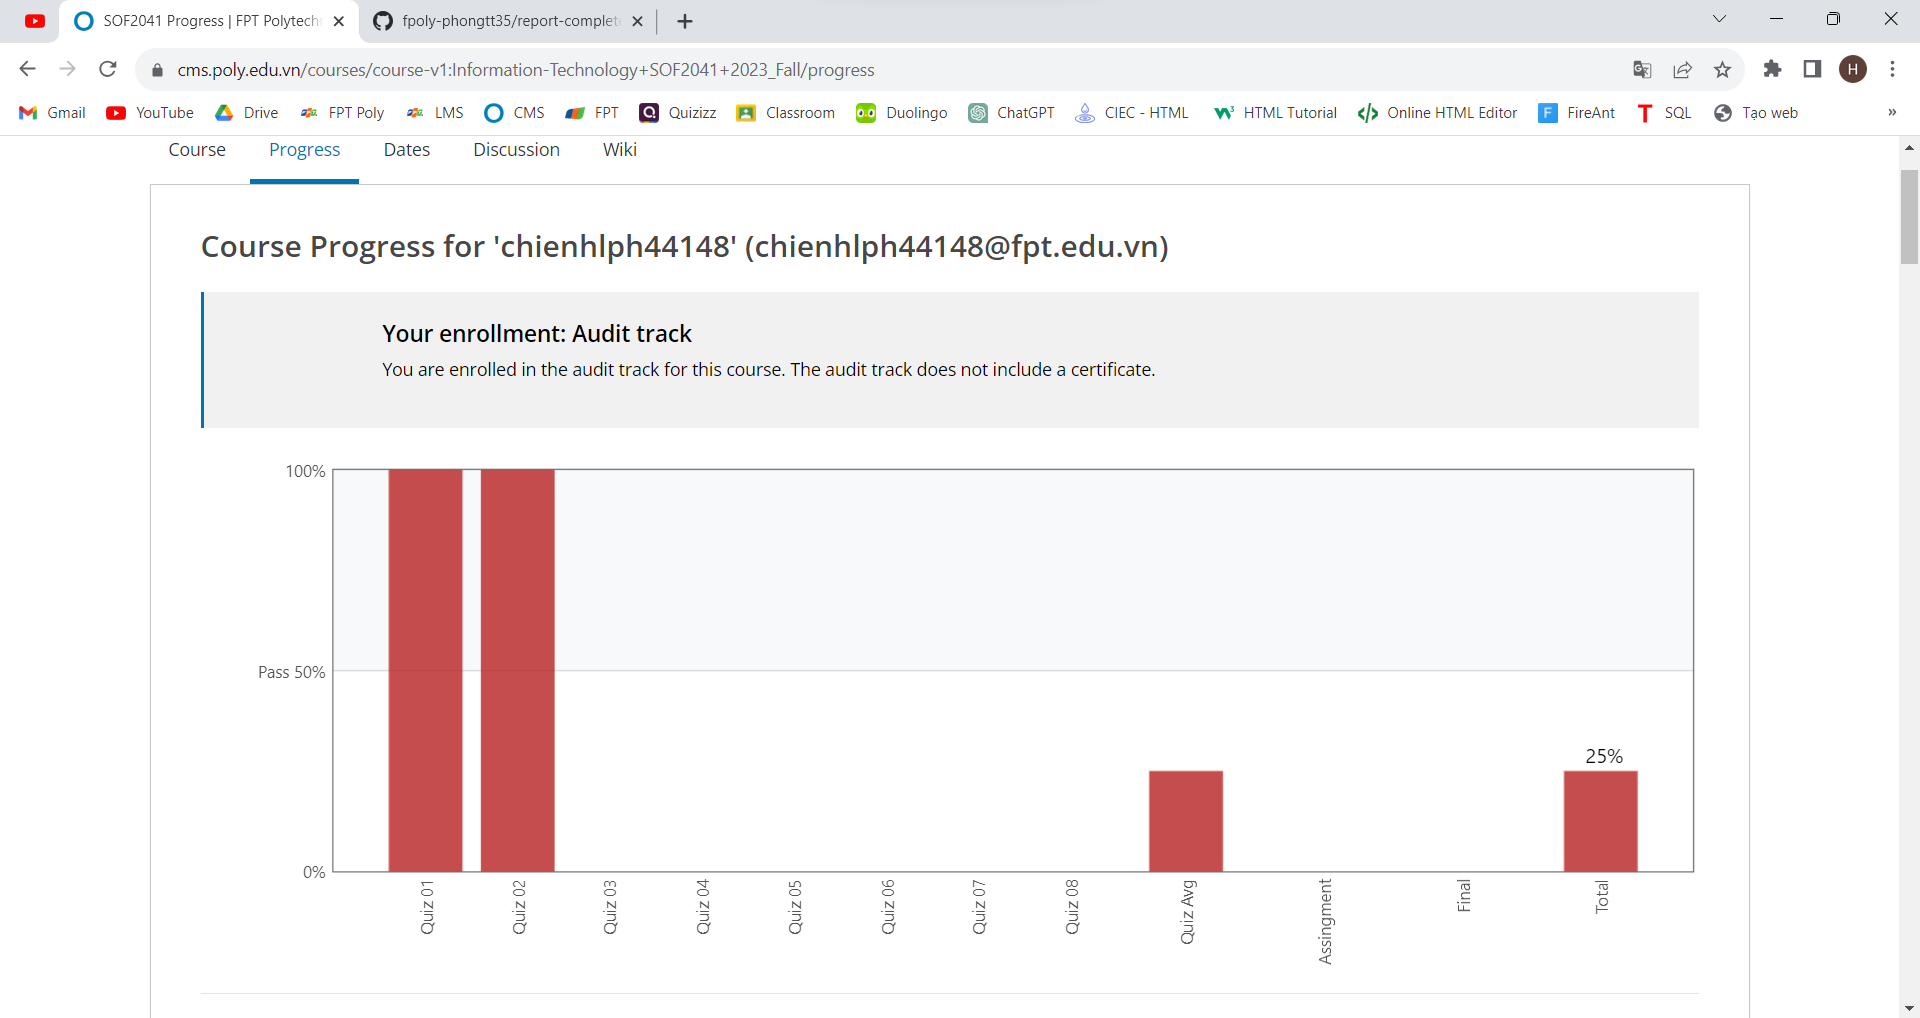 SOF2041 Progress | FPT Polytech
fpoly-phongtt35/report-complet
cms.poly.edu.vn/courses/course-v1:Information-Technology+SOF2041+2023_Fall/progress
H
Gmail YouTube Drive FPT Poly LMS CMS FPT Quizizz Classroom Duolingo ChatGPT CIEC - HTML HTML Tutorial Online HTML Editor FireAnt SQL Tạo web »
Course Progress Dates Discussion Wiki
Course Progress for 'chienhlph44148' (chienhlph44148@fpt.edu.vn)
Your enrollment: Audit track
You are enrolled in the audit track for this course. The audit track does not include a certificate.
100%
Pass 50%
0%
25%
Quiz 01
Quiz 02
Quiz 03
Quiz 04
Quiz 05
Quiz 06
Quiz 07
Quiz 08
Quiz Avg
Assingment
Final
Total